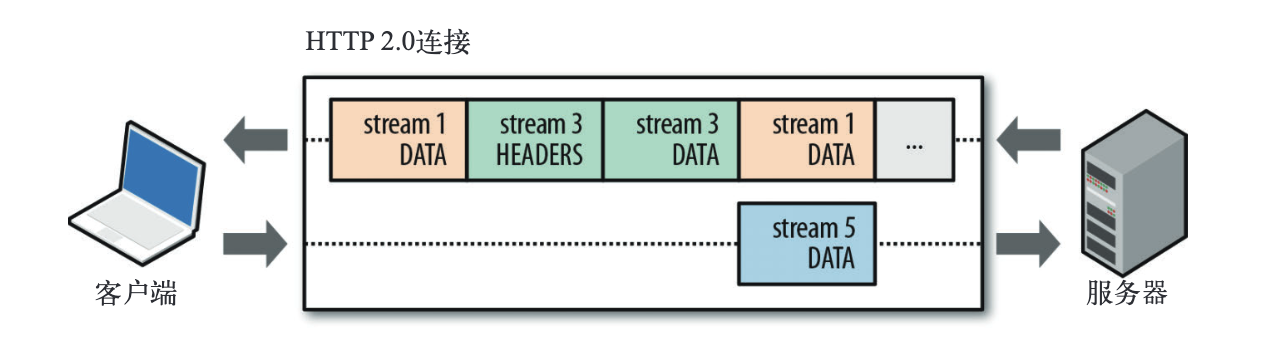 HTTP 2.0连接
stream 1
DATA
stream 3
HEADERS
stream 3
DATA
stream 1
DATA
...
stream 5
DATA
客户端
服务器